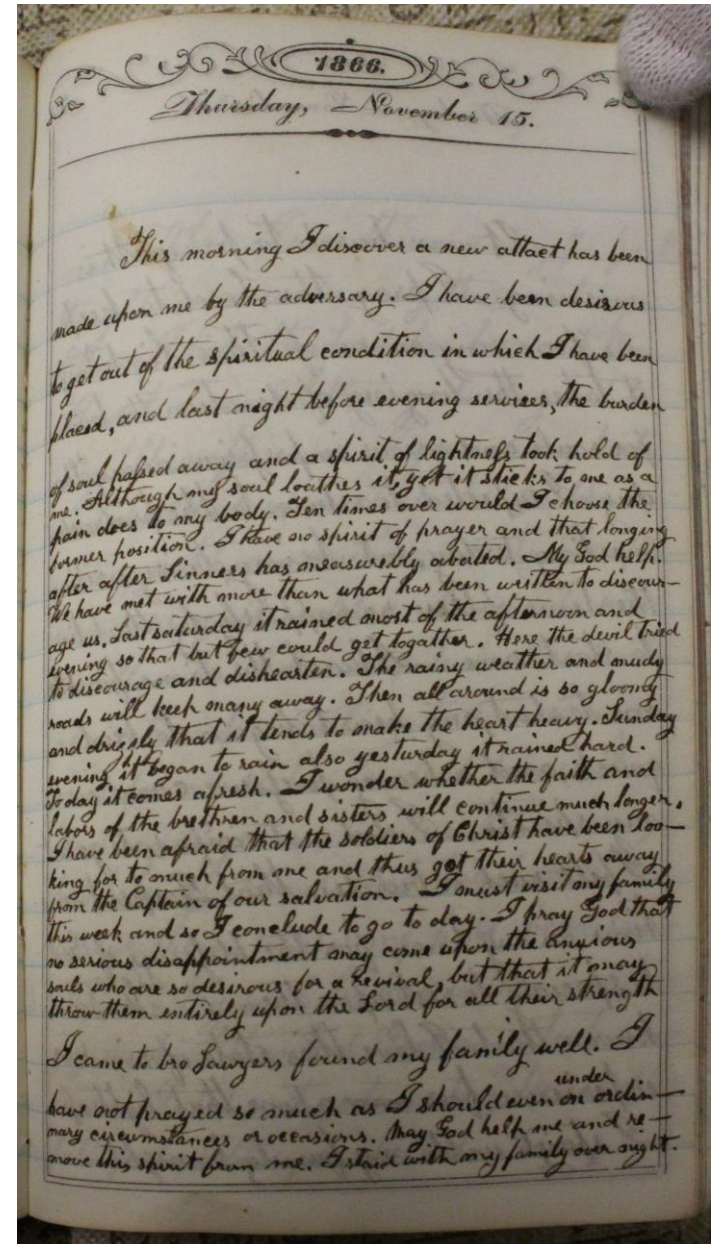 1866.
Thursday, November 15.
This morning I discover a new attact has been
made upon me by the adversary. I have been desirous
to get out of the spiritual condition in which I have been
placed, and last night before evening services, the burden
of soul passed away and a spirit of lightness took hold of
me. Although my soul loathes it, yet it sticks to me as a
pain does to my body. Ten times over would I choose the
former position. I have no spirit of prayer and that longing
after after Sinners has measurebly abated. My God help.
We have met with more than what has been written to discour-
age us. Last saturday it rained most of the afternoon and
evening so that but few could get togather. Here the devil tried
to discourage and dishearten. The rainy weather and mudy
roads will keep many away. Then all around is so gloomy
and drizsly that it tends to make the heart heavy. Sunday
evening it began to rain also yesturday it rained hard.
To day it comes afresh. I wonder whether the faith and
labors of the brethren and sisters will continue much longer.
I have been afraid that the soldiers of Christ have been loo-
king for to much from me and thus got their hearts away
from the Captain of our salvation. I must visit my family
this week and so I conclude to go to day. I pray God that
no serious disappointment may come upon the anxious
souls who are so desirous for a revival, but that it may
throw them entirely upon the Lord for all their strength
I came to bro Sawyers found my family well. I
have not prayed so much as I should even on under ordin-
mary circumstances or occasions. May God help me and re-
move this spirit from me. I staid with my family over night.